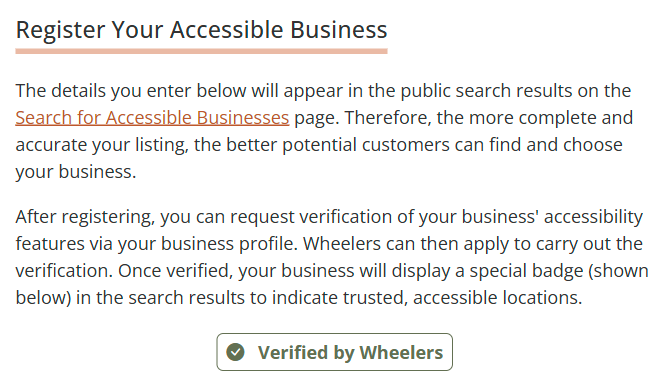 Register Your Accessible Business
The details you enter below will appear in the public search results on the
Search for Accessible Businesses page. Therefore, the more complete and
accurate your listing, the better potential customers can find and choose
your business.
After registering, you can request verification of your business' accessibility
features via your business profile. Wheelers can then apply to carry out the
verification. Once verified, your business will display a special badge (shown
below) in the search results to indicate trusted, accessible locations.
Verified by Wheelers